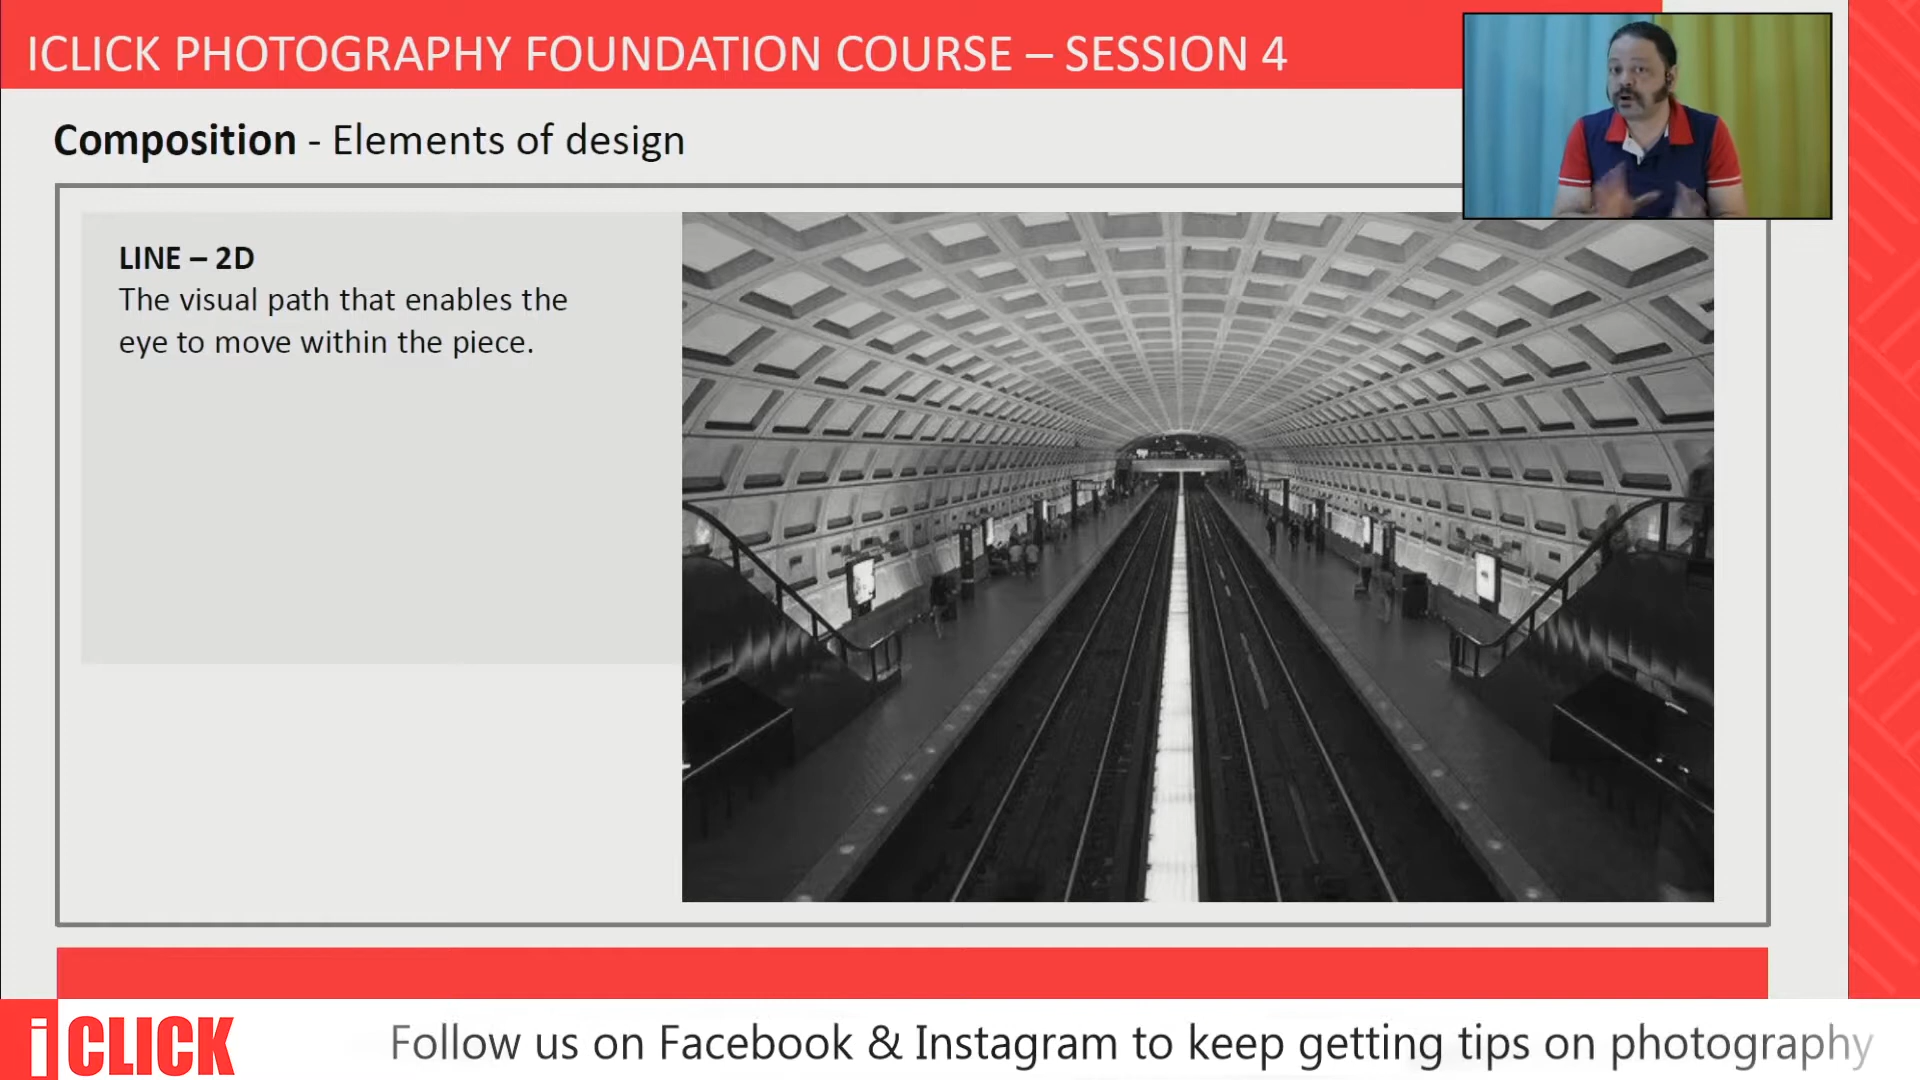 ICLICK PHOTOGRAPHY FOUNDATION COURSE – SESSION 4
Composition - Elements of design
LINE – 2D
The visual path that enables the
eye to move within the piece.
iCLICK
Follow us on Facebook & Instagram to keep getting tips on photography